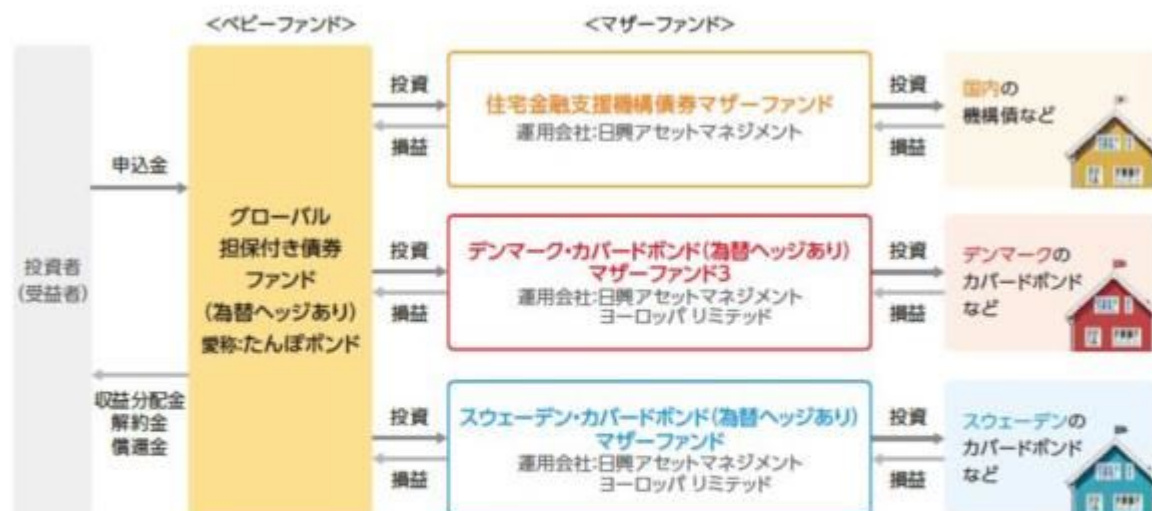 <ベビーファンド>
<マザーファンド>
投資者
(受益者)
申込金
収益分配金
解約金
償還金
グローバル
担保付き債券
ファンド
(為替ヘッジあり)
愛称:たんぽボンド
投資
損益
住宅金融支援機構債券マザーファンド
運用会社:日興アセットマネジメント
投資
損益
国内の
機構債など
投資
損益
デンマーク・カバードボンド(為替ヘッジあり)
マザーファンド3
運用会社:日興アセットマネジメント
ヨーロッパ リミテッド
投資
損益
デンマークの
カバードボンド
など
投資
損益
スウェーデン・カバードボンド(為替ヘッジあり)
マザーファンド
運用会社:日興アセットマネジメント
ヨーロッパ リミテッド
投資
損益
スウェーデンの
カバードボンド
など